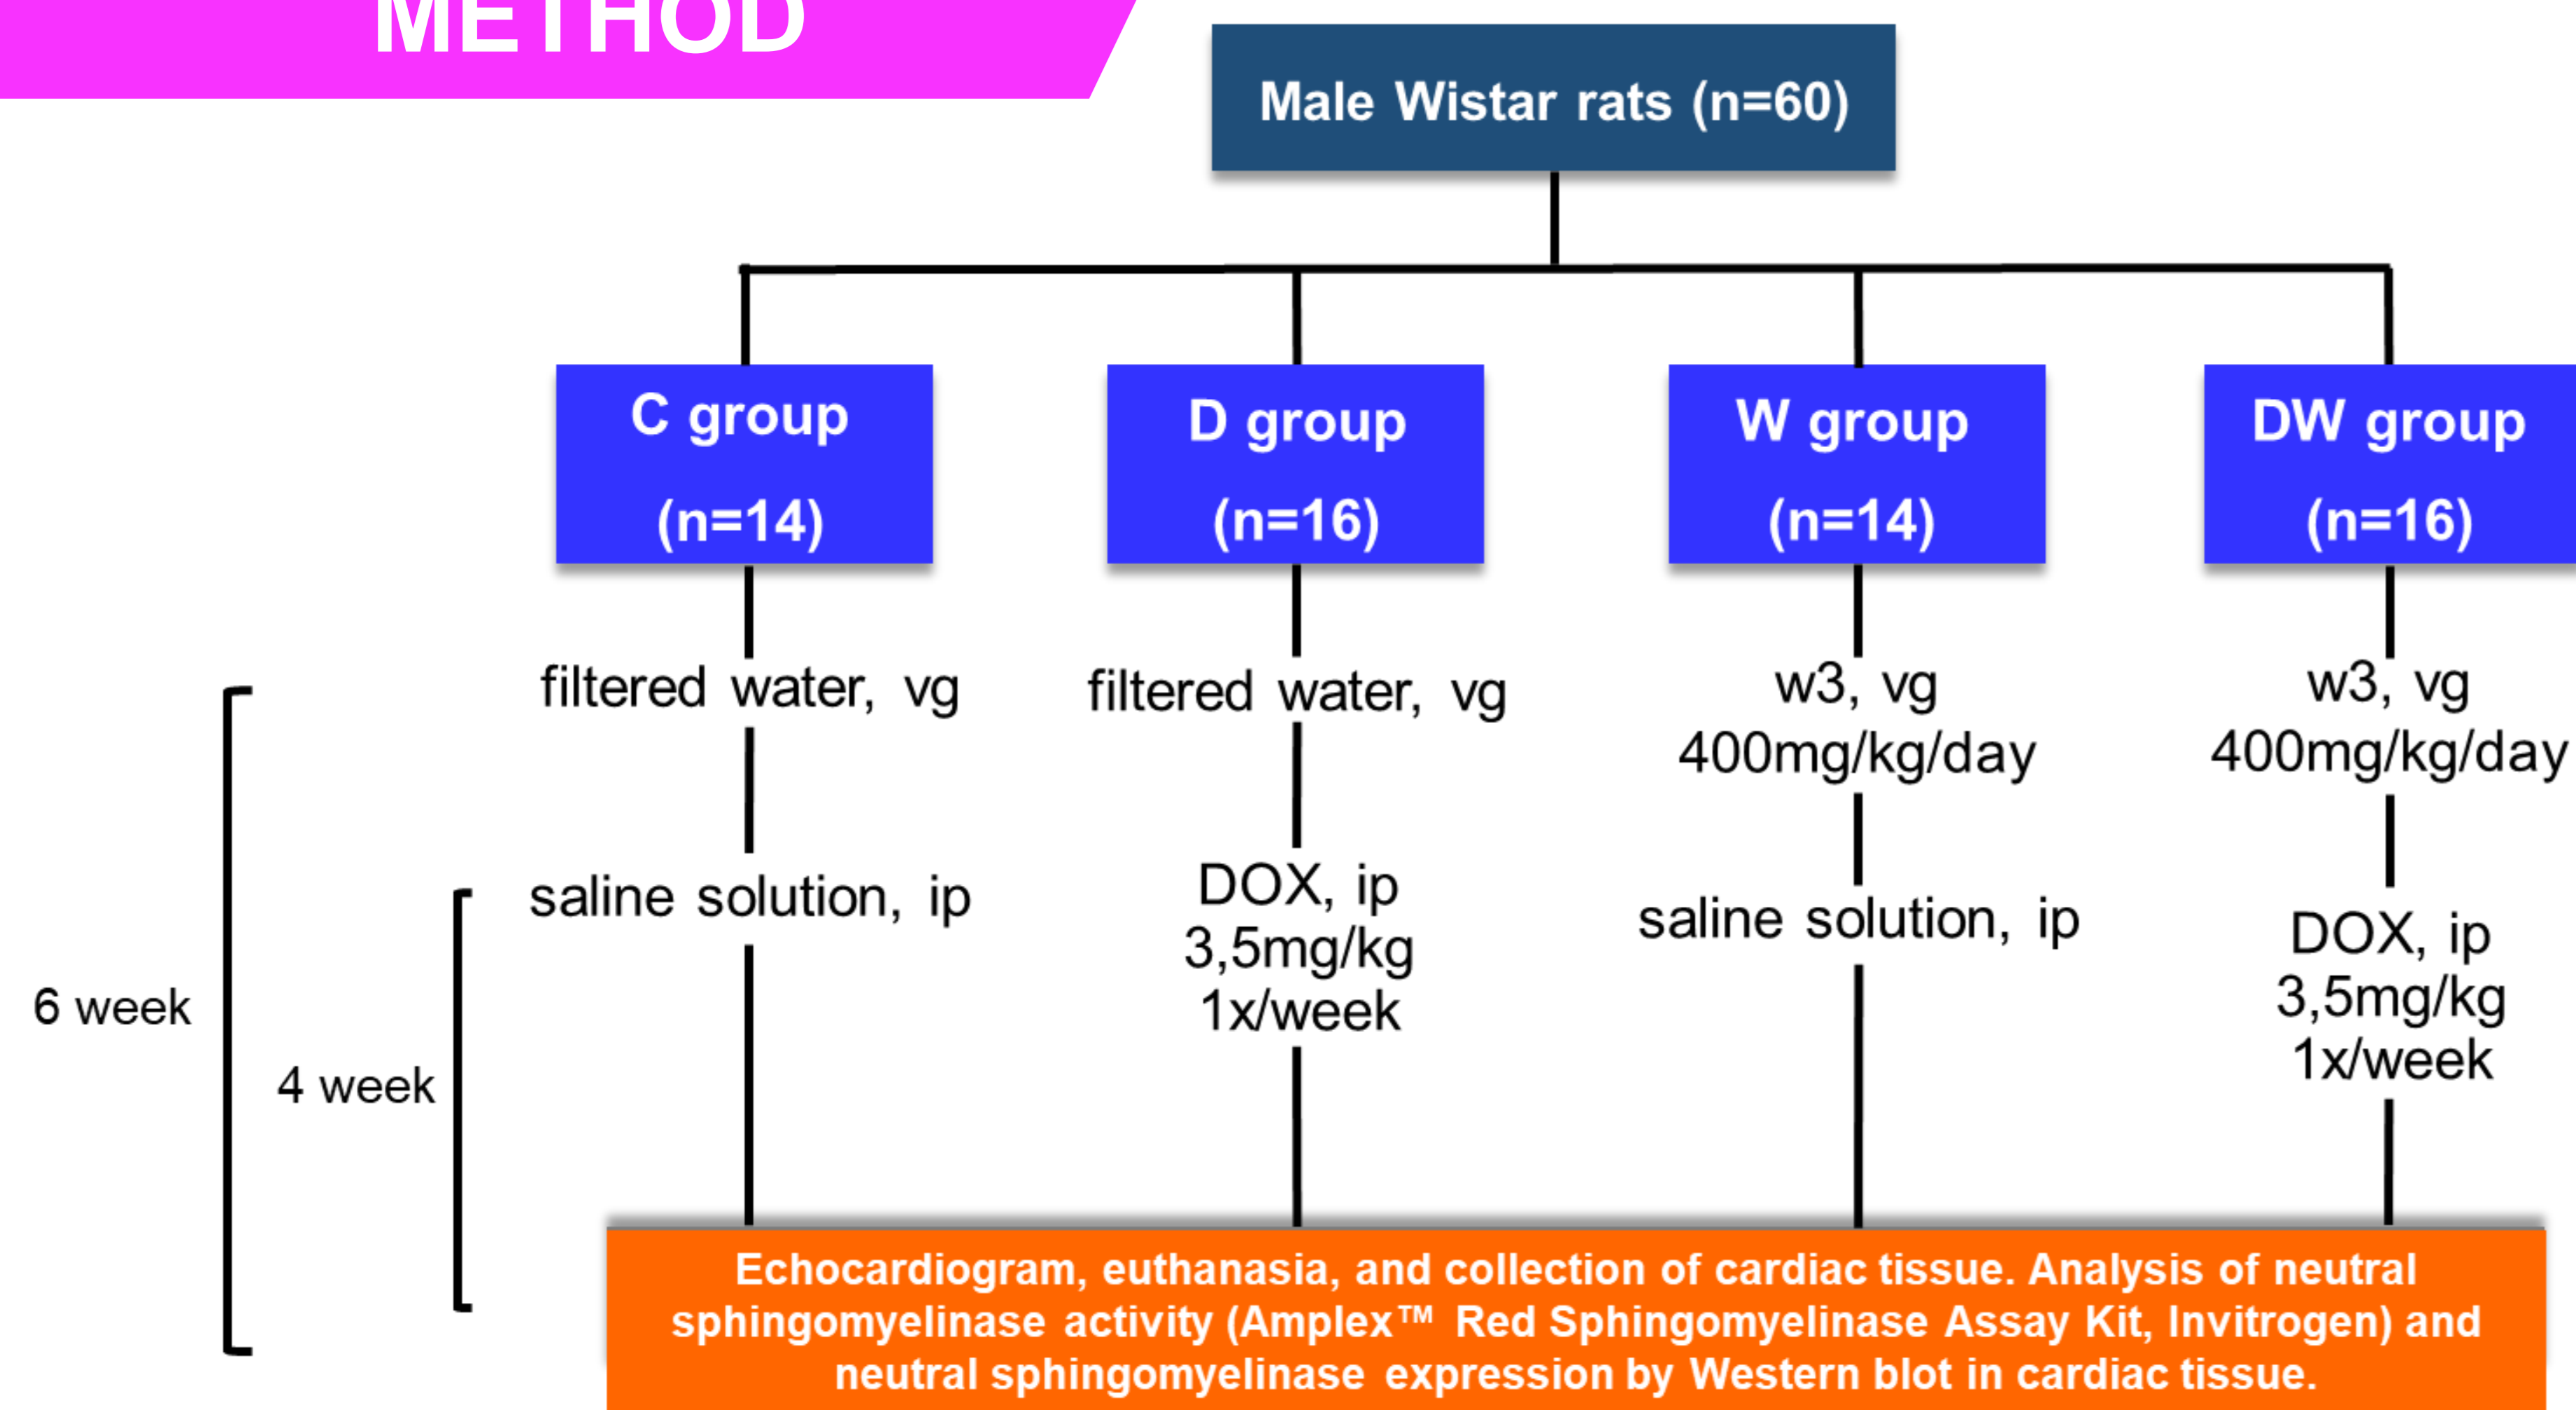 METHOD
Male Wistar rats (n=60)
C group
(n=14)
D group
(n=16)
W group
(n=14)
DW group
(n=16)
filtered water, vg
saline solution, ip
filtered water, vg
DOX, ip
3,5mg/kg
1x/week
w3, vg
400mg/kg/day
saline solution, ip
w3, vg
400mg/kg/day
DOX, ip
3,5mg/kg
1x/week
6 week
4 week
Echocardiogram, euthanasia, and collection of cardiac tissue. Analysis of neutral
sphingomyelinase activity (Amplex™ Red Sphingomyelinase Assay Kit, Invitrogen) and
neutral sphingomyelinase expression by Western blot in cardiac tissue.